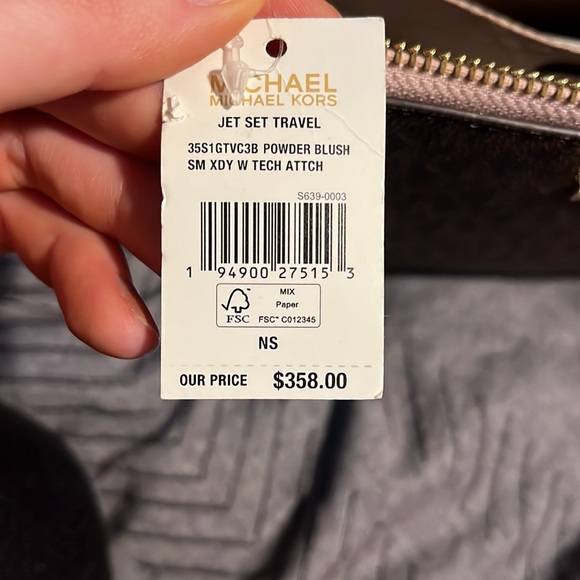 MICHAEL
MICHAEL KORS
JET SET TRAVEL
35S1GTVC3B POWDER BLUSH
SM XDY W TECH ATTCH
S639-0003
1 94900 27515 3
MIX
Paper
FSC™ C012345
FSC
NS
OUR PRICE $358.00